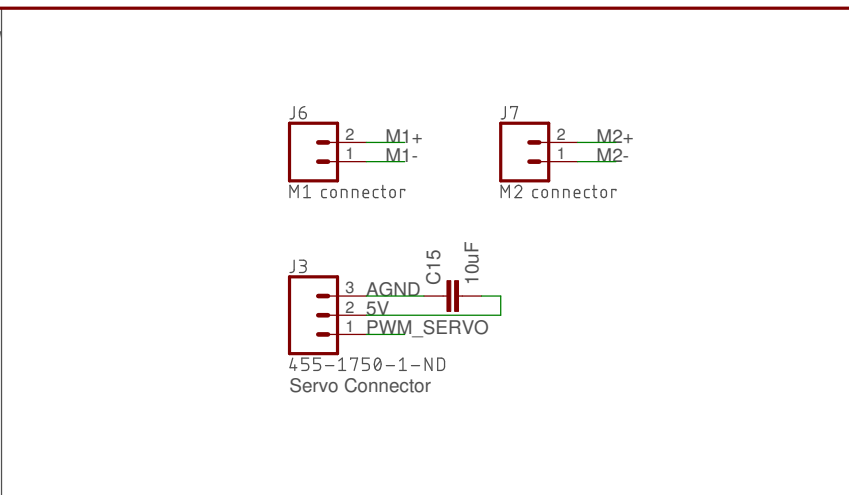 J6
2 M1+
1 M1-
M1 connector
J7
2 M2+
1 M2-
M2 connector
J3
C15
10uF
3 AGND
2 5V
1 PWM_SERVO
455-1750-1-ND
Servo Connector